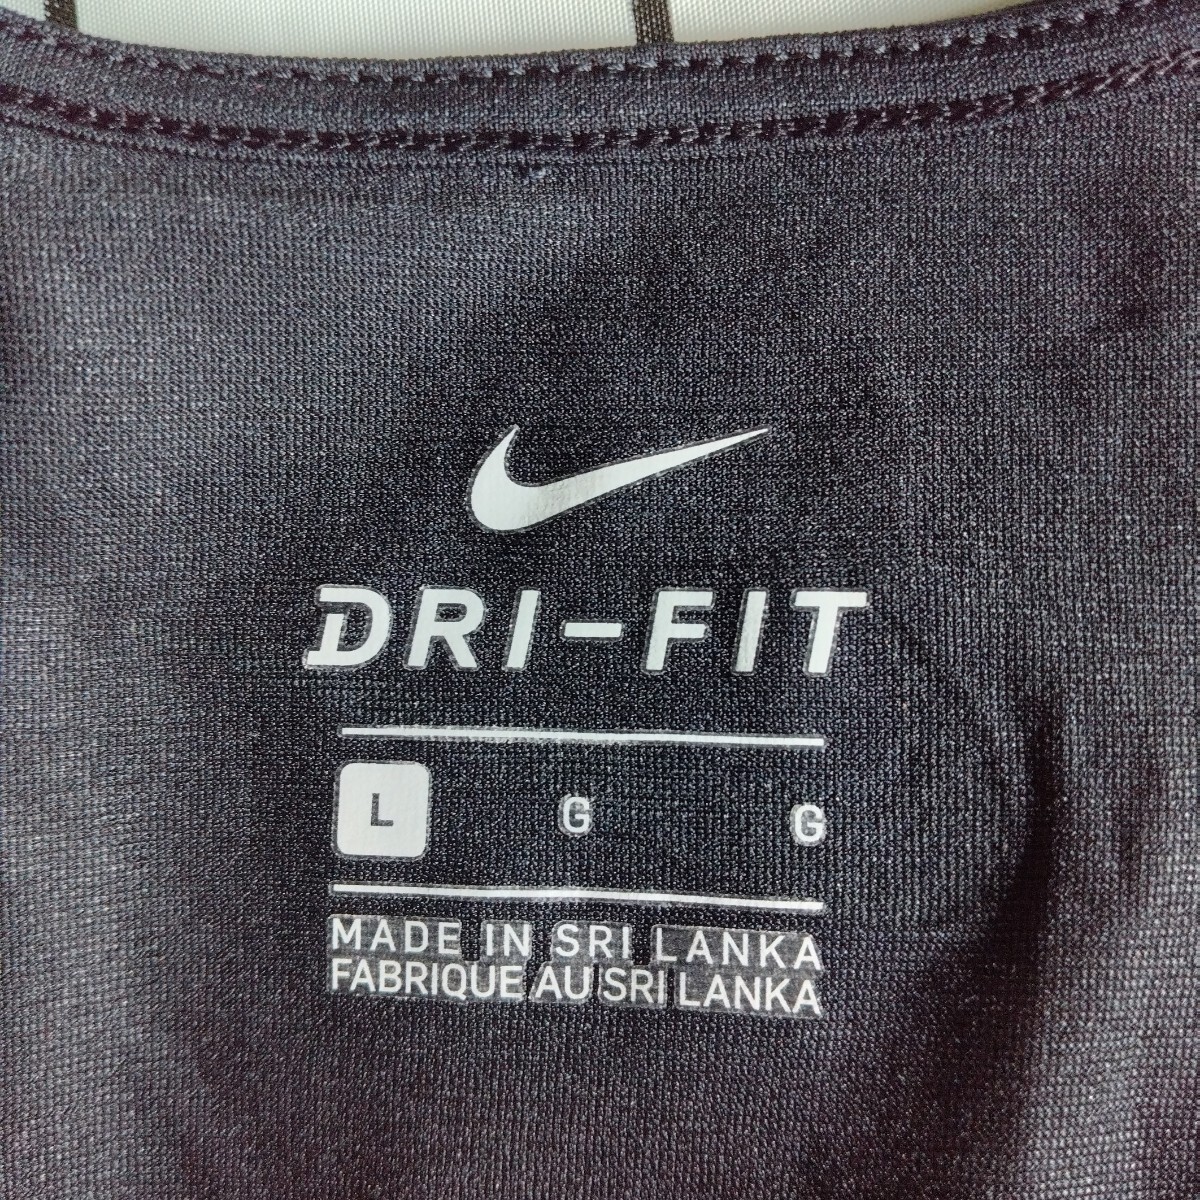 DRI-FIT
L G G
MADE IN SRI LANKA
FABRIQUE AU SRI LANKA